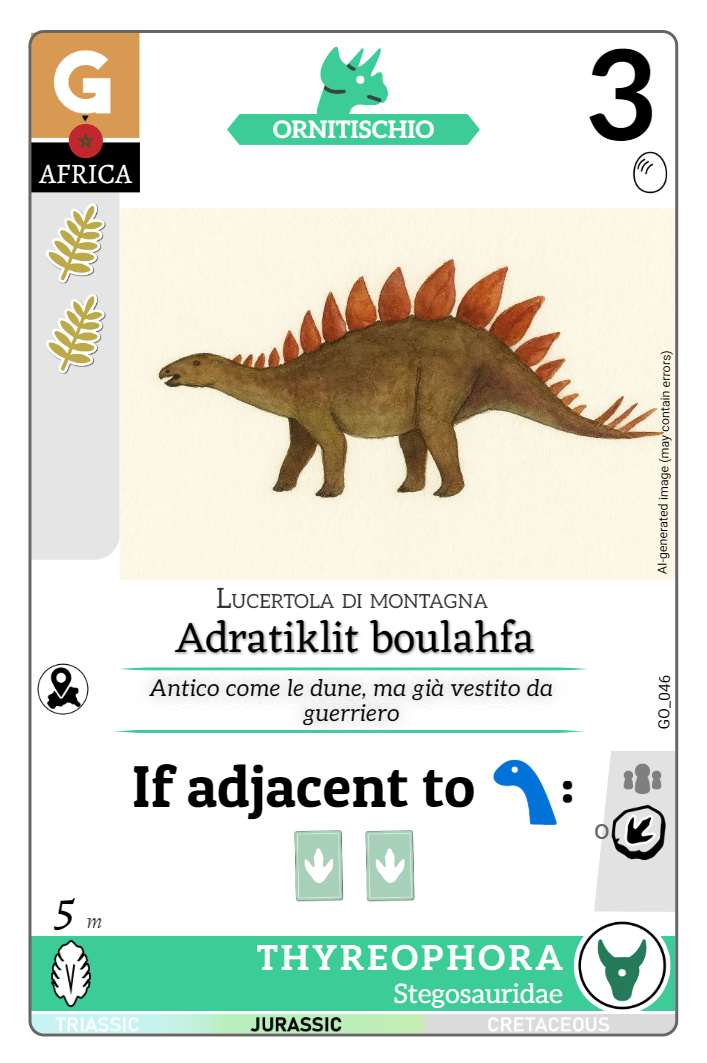 G
AFRICA
ORNITISCHIO
3
AI-generated image (may contain errors)
Lucertola di montagna
Adratiklit boulahfa
Antico come le dune, ma già vestito da
guerriero
GO_046
If adjacent to :
O
5 m
THYREOPHORA
Stegosauridae
TRIASSIC JURASSIC CRETACEOUS